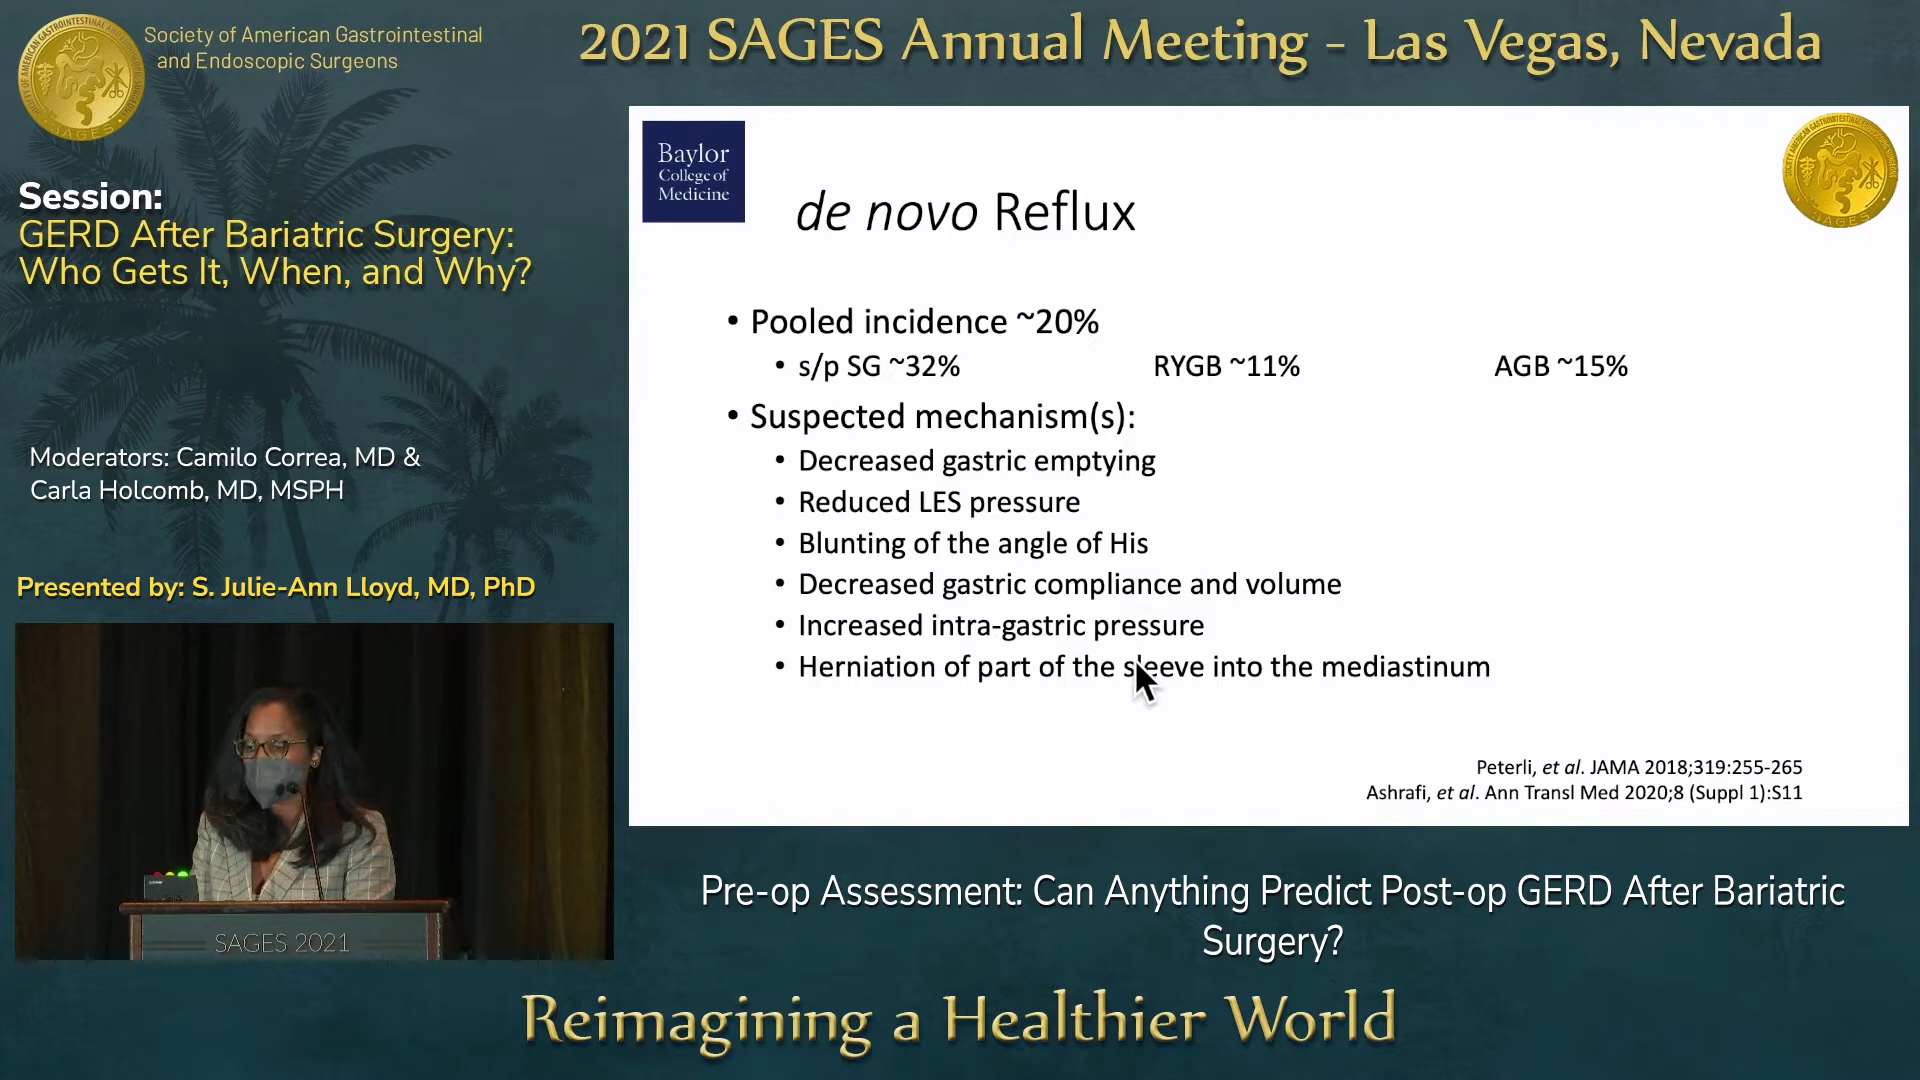 Society of American Gastrointestinal
and Endoscopic Surgeons
2021 SAGES Annual Meeting - Las Vegas, Nevada
Session:
GERD After Bariatric Surgery:
Who Gets It, When, and Why?
Moderators: Camilo Correa, MD &
Carla Holcomb, MD, MSPH
Presented by: S. Julie-Ann Lloyd, MD, PhD
SAGES 2021
Baylor
College of
Medicine
de novo Reflux
• Pooled incidence ~20%
• s/p SG ~32% RYGB ~11% AGB ~15%
• Suspected mechanism(s):
• Decreased gastric emptying
• Reduced LES pressure
• Blunting of the angle of His
• Decreased gastric compliance and volume
• Increased intra-gastric pressure
• Herniation of part of the sleeve into the mediastinum
Peterli, et al. JAMA 2018;319:255-265
Ashrafi, et al. Ann Transl Med 2020;8 (Suppl 1):S11
Pre-op Assessment: Can Anything Predict Post-op GERD After Bariatric
Surgery?
Reimagining a Healthier World